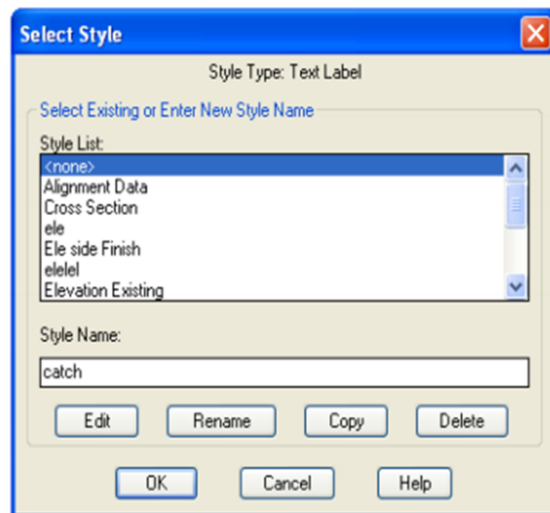 Select Style
Style Type: Text Label
Select Existing or Enter New Style Name
Style List:
<none>
Alignment Data
Cross Section
ele
Ele side Finish
elelel
Elevation Existing
Style Name:
catch
Edit Rename Copy Delete
OK Cancel Help